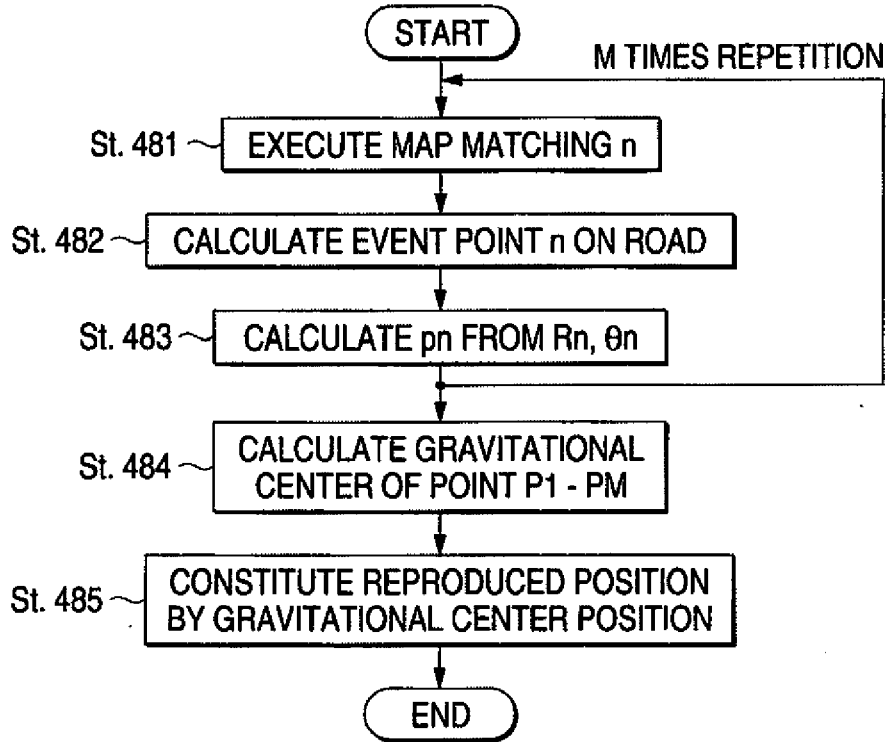 START
M TIMES REPETITION
St. 481
EXECUTE MAP MATCHING n
St. 482
CALCULATE EVENT POINT n ON ROAD
St. 483
CALCULATE pn FROM Rn, θn
St. 484
CALCULATE GRAVITATIONAL
CENTER OF POINT P1 - PM
St. 485
CONSTITUTE REPRODUCED POSITION
BY GRAVITATIONAL CENTER POSITION
END